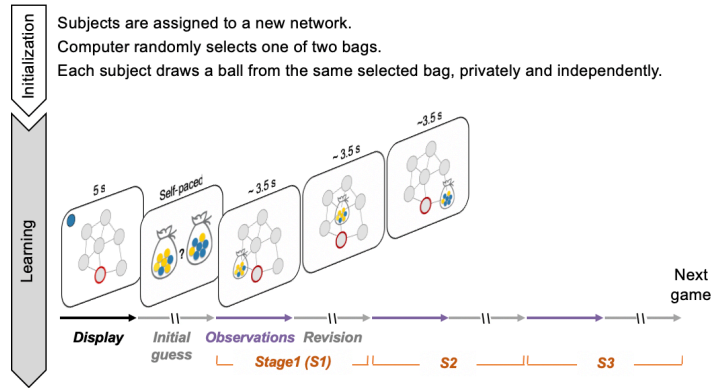 Initialization
Subjects are assigned to a new network.
Computer randomly selects one of two bags.
Each subject draws a ball from the same selected bag, privately and independently.
Learning
5 s
Self-paced
~ 3.5 s
~ 3.5 s
~3.5 s
?
Next
game
Display
Initial
guess
Observations
Revision
Stage1 (S1)
S2
S3